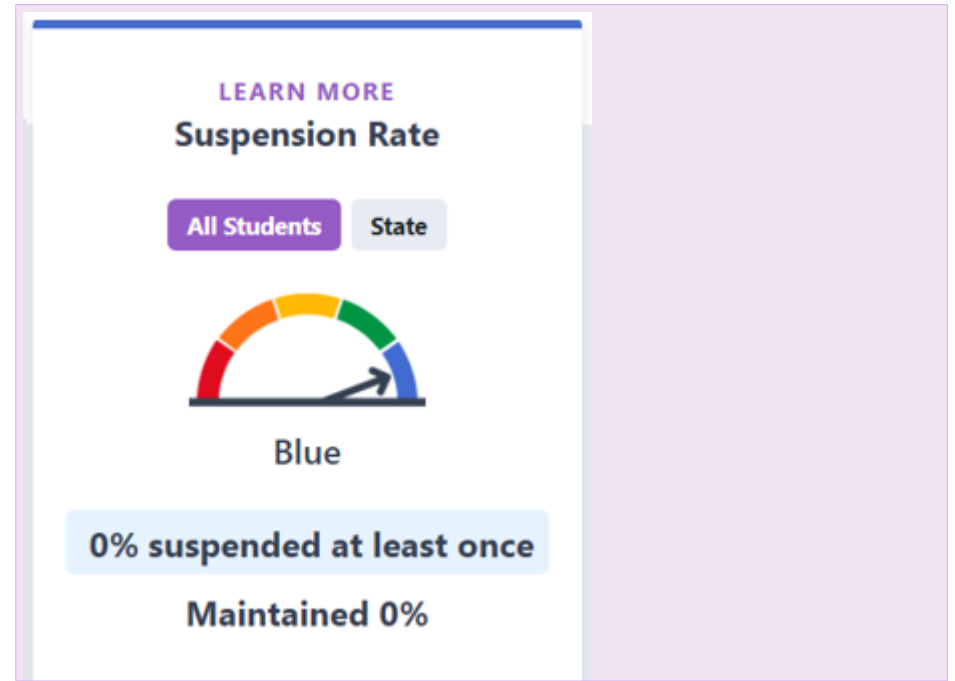 LEARN MORE
Suspension Rate
All Students State
Blue
0% suspended at least once
Maintained 0%